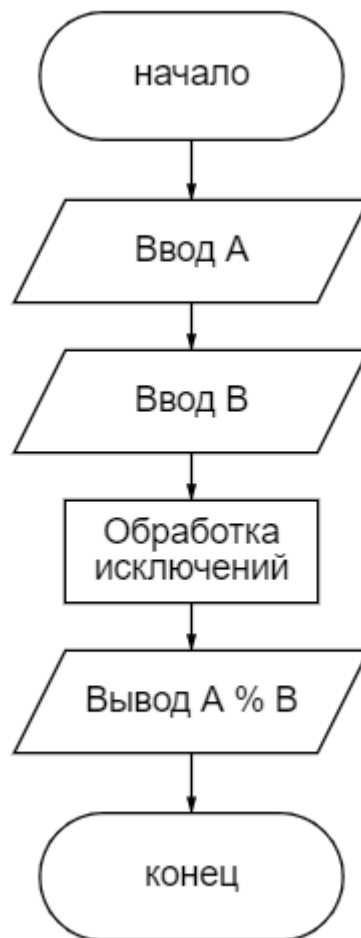 начало
Ввод А
Ввод В
Обработка
исключений
Вывод А % В
конец